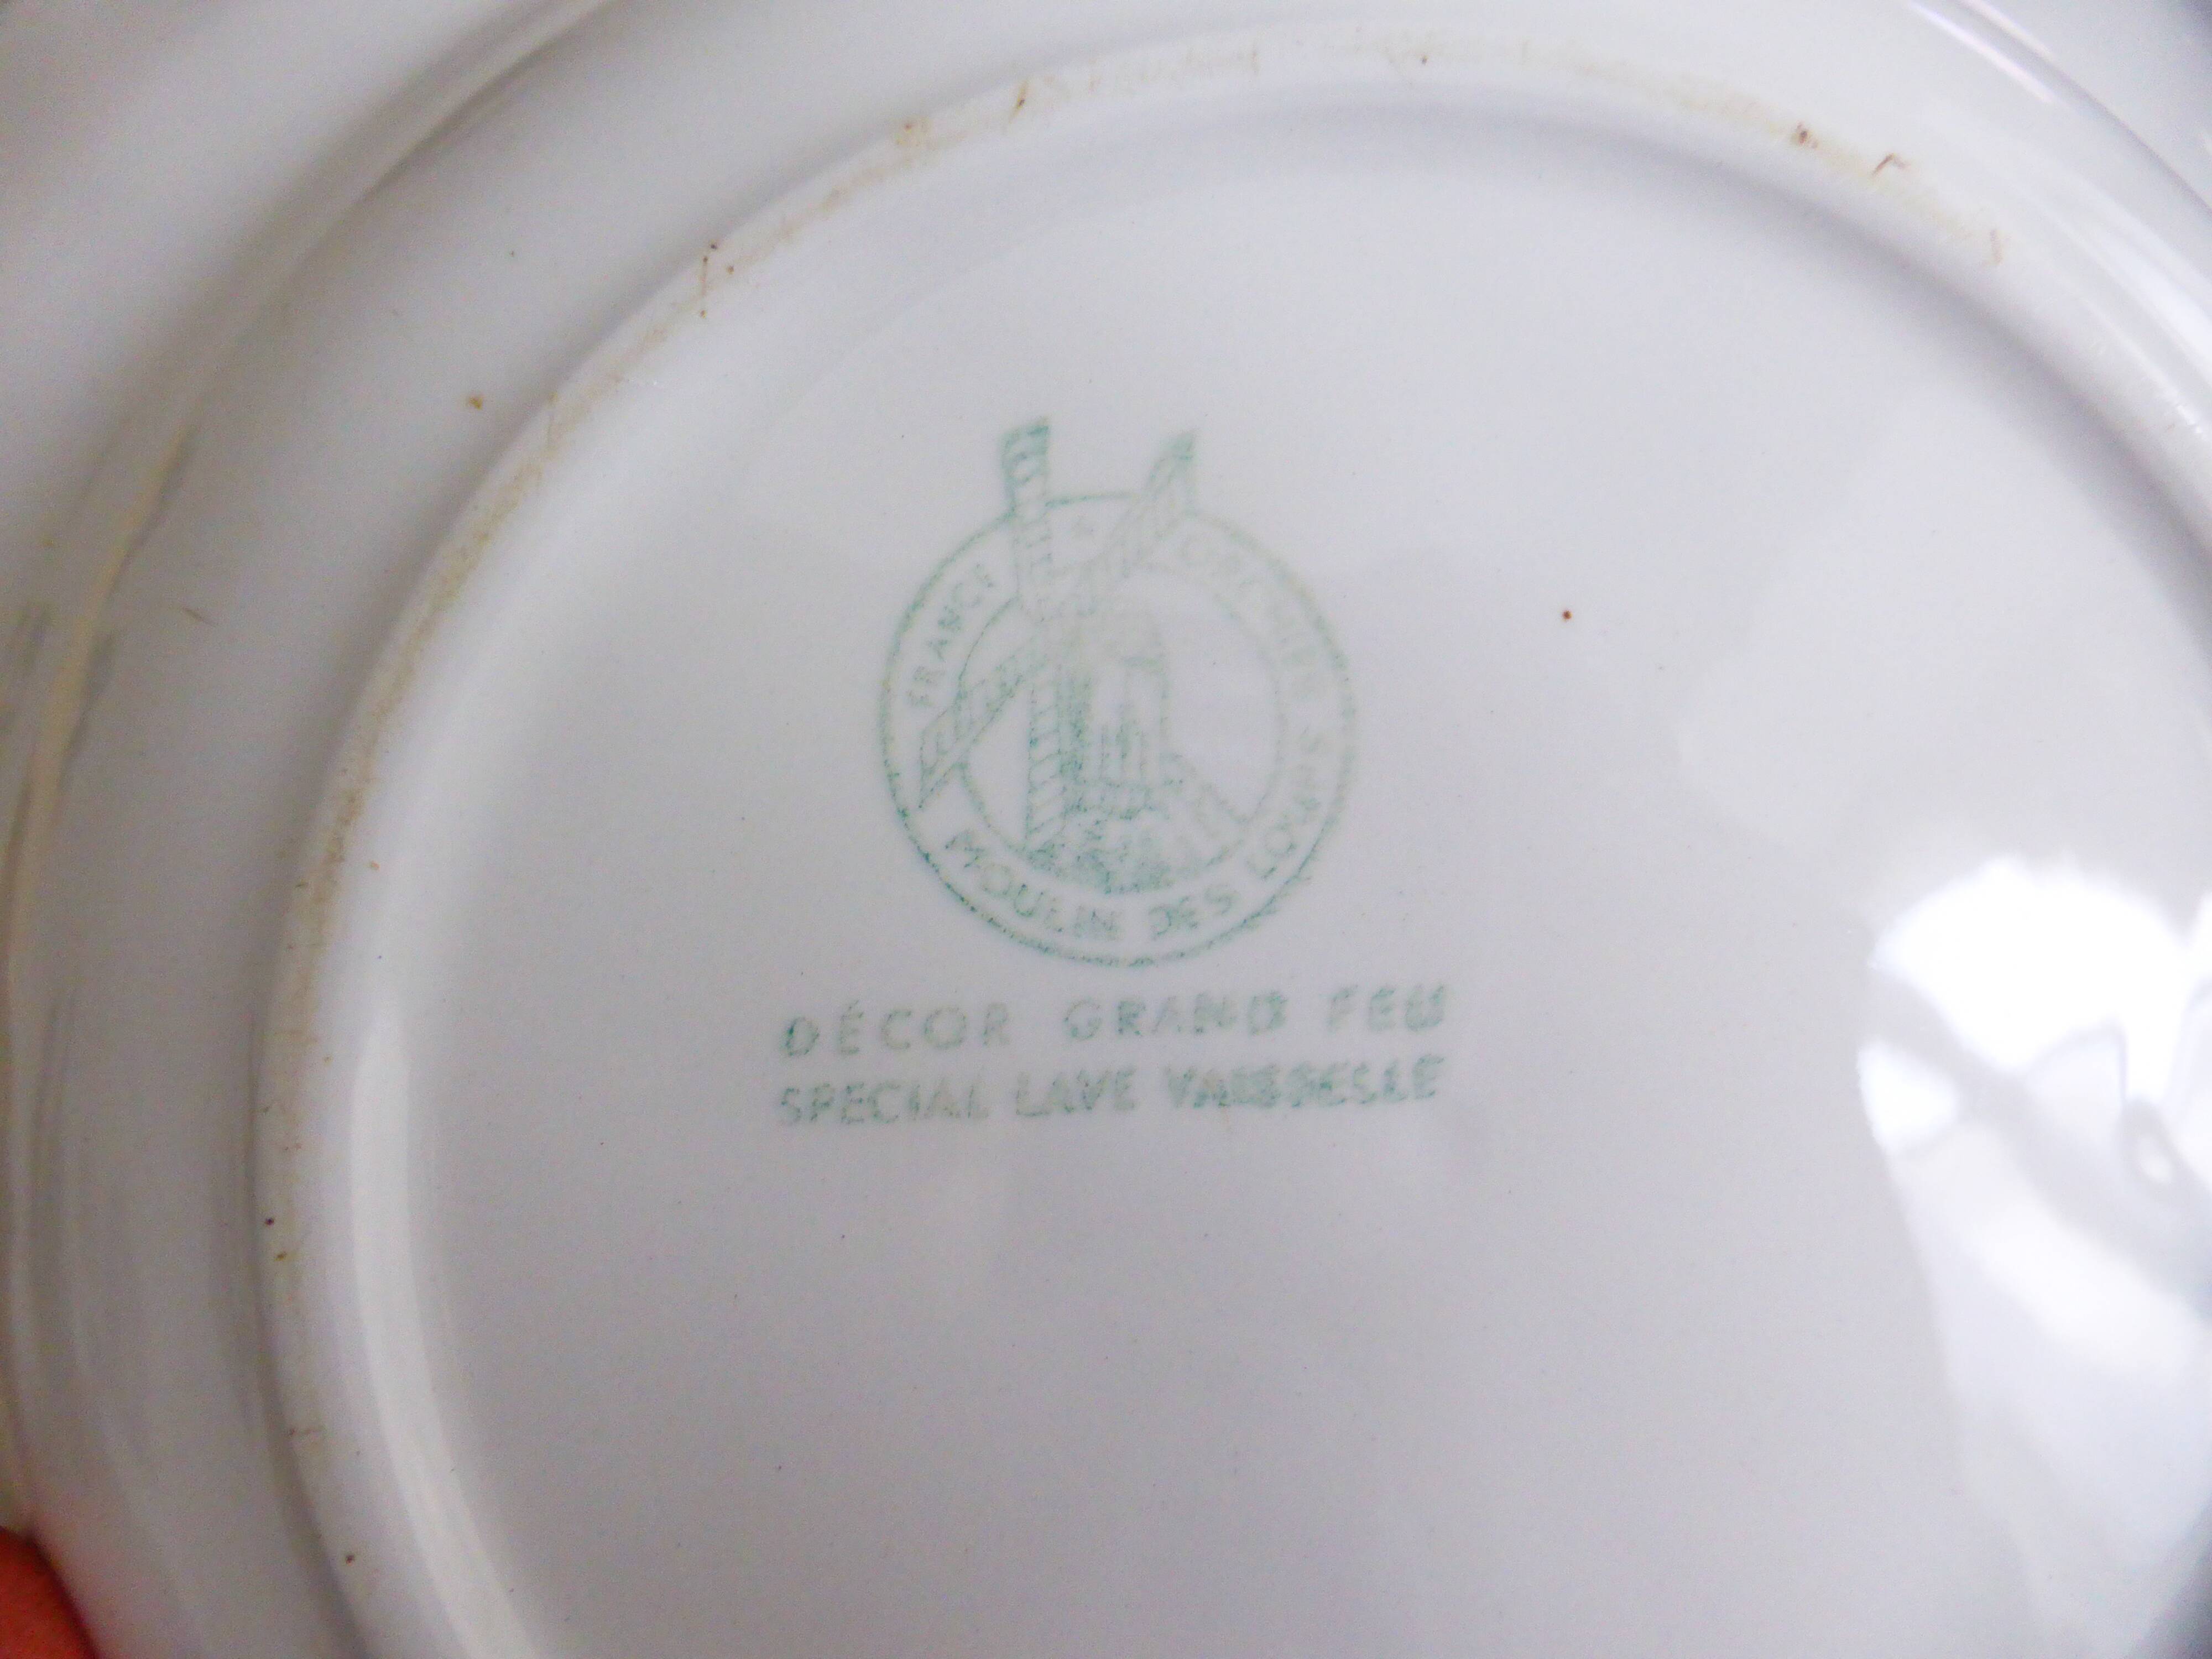 FRANCE
MOULIN DES LOUPS
DÉCOR GRAND FEU
SPECIAL LAVE VAISSELLE